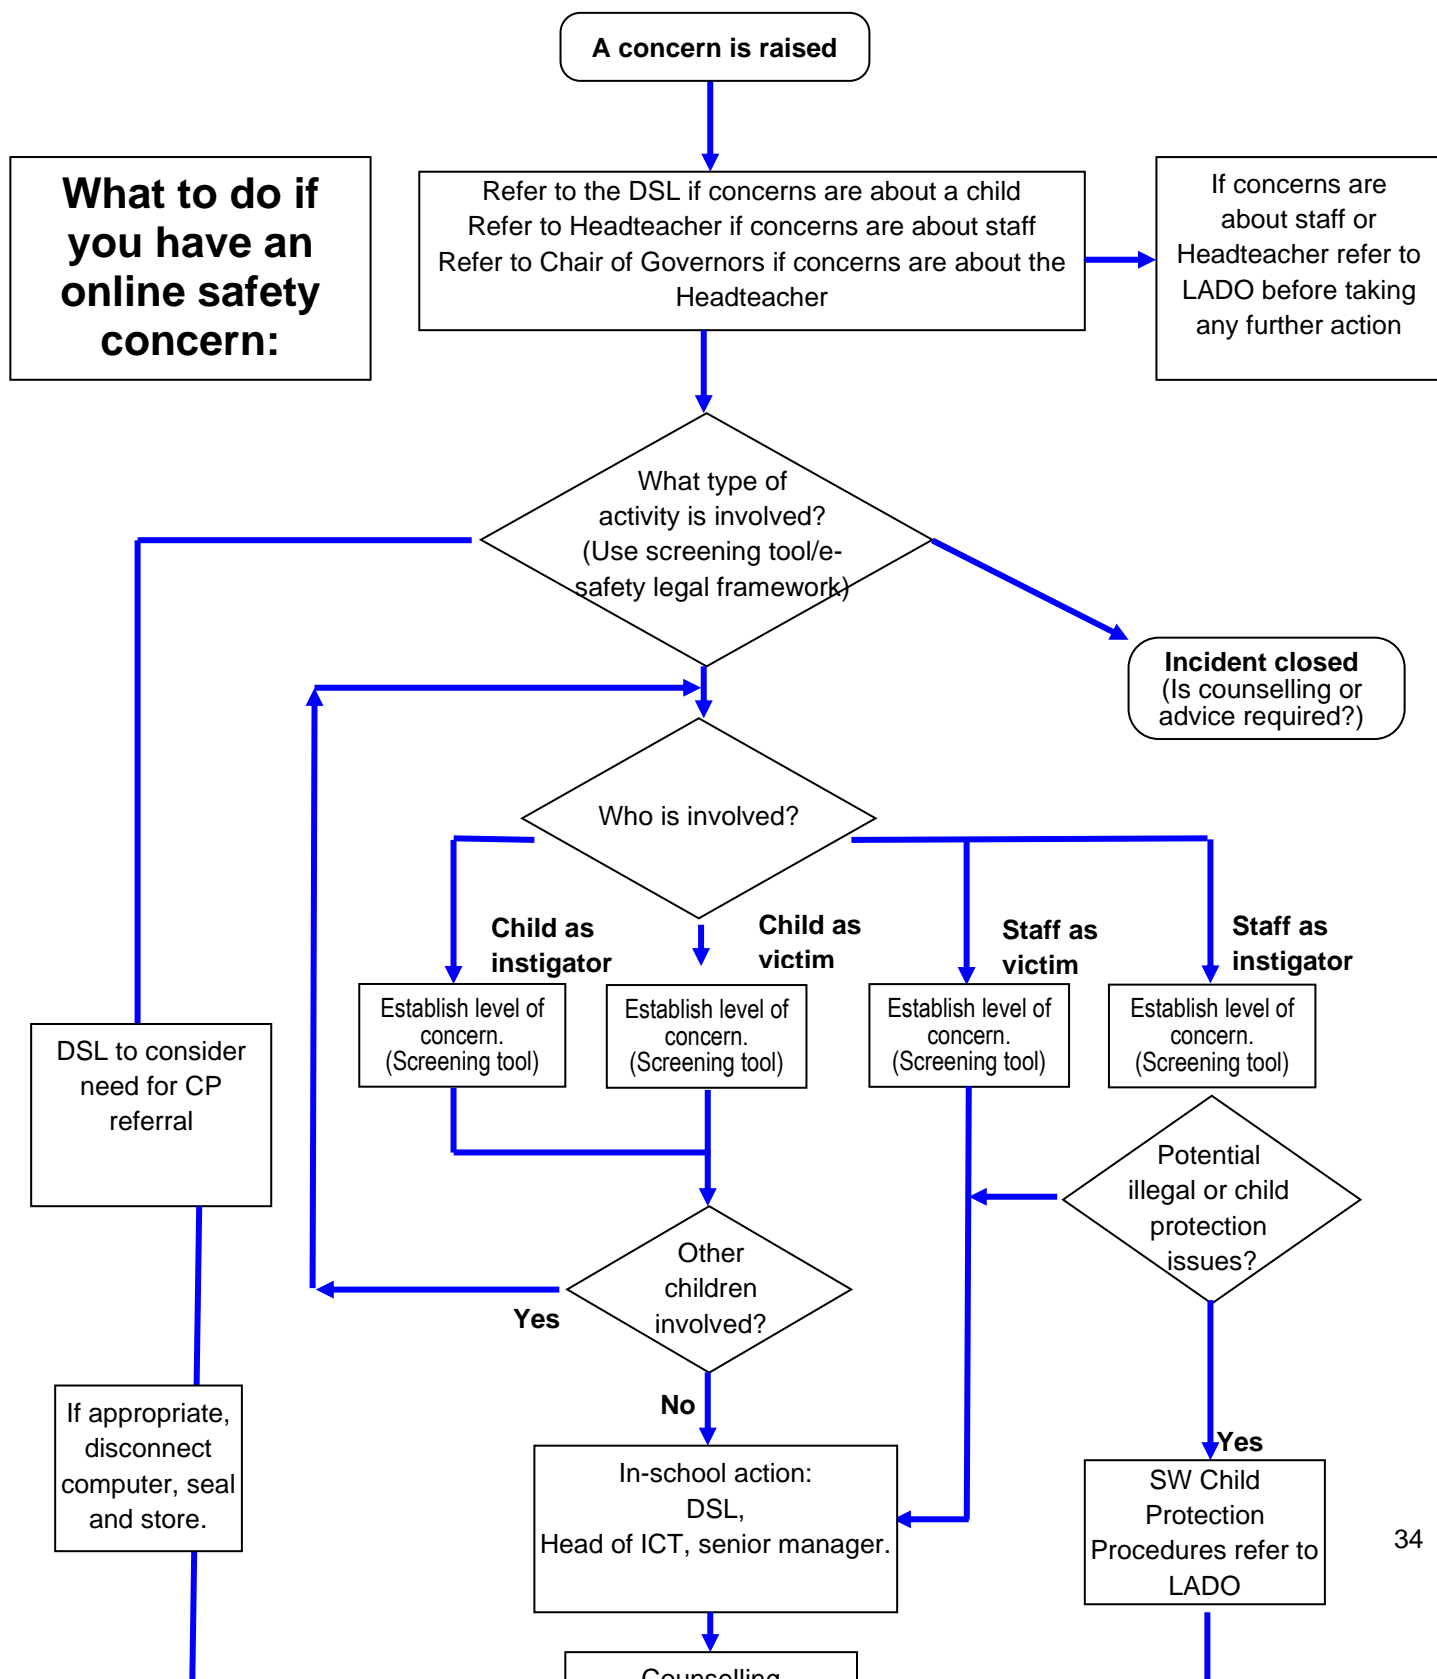 A concern is raised
What to do if
you have an
online safety
concern:
Refer to the DSL if concerns are about a child
Refer to Headteacher if concerns are about staff
Refer to Chair of Governors if concerns are about the
Headteacher
If concerns are
about staff or
Headteacher refer to
LADO before taking
any further action
What type of
activity is involved?
(Use screening tool/e-
safety legal framework)
Incident closed
(Is counselling or
advice required?)
Who is involved?
Child as
instigator
Child as
victim
Staff as
victim
Staff as
instigator
Establish level of
concern.
(Screening tool)
Establish level of
concern.
(Screening tool)
Establish level of
concern.
(Screening tool)
Establish level of
concern.
(Screening tool)
DSL to consider
need for CP
referral
Potential
illegal or child
protection
issues?
Other
children
involved?
Yes
No
If appropriate,
disconnect
computer, seal
and store.
In-school action:
DSL,
Head of ICT, senior manager.
Yes
SW Child
Protection
Procedures refer to
LADO
34
Counselling